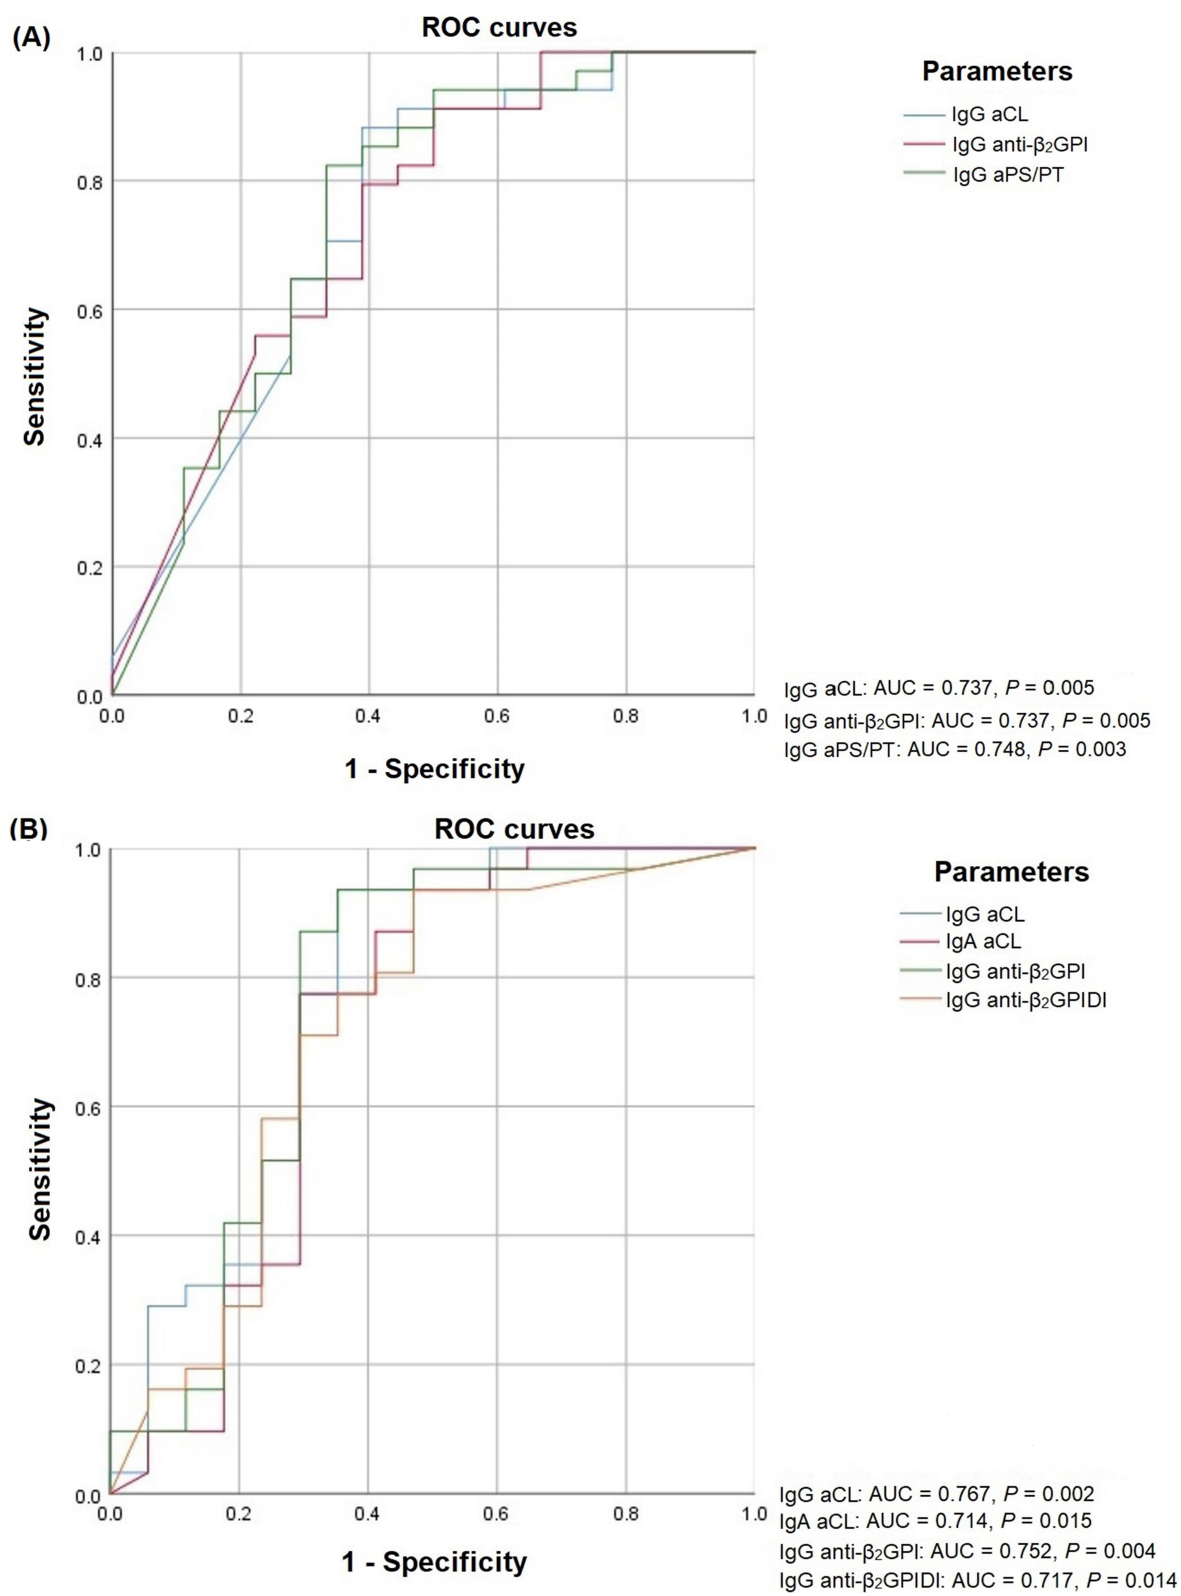 (A)
ROC curves
Parameters
IgG aCL
IgG anti-β₂GPI
IgG aPS/PT
1.0
0.8
0.6
0.4
0.2
0.0
Sensitivity
0.0 0.2 0.4 0.6 0.8 1.0
1 - Specificity
IgG aCL: AUC = 0.737, P = 0.005
IgG anti-β₂GPI: AUC = 0.737, P = 0.005
IgG aPS/PT: AUC = 0.748, P = 0.003
(B)
ROC curves
Parameters
IgG aCL
IgA aCL
IgG anti-β₂GPI
IgG anti-β₂GPIDI
1.0
0.8
0.6
0.4
0.2
0.0
Sensitivity
0.0 0.2 0.4 0.6 0.8 1.0
1 - Specificity
IgG aCL: AUC = 0.767, P = 0.002
IgA aCL: AUC = 0.714, P = 0.015
IgG anti-β₂GPI: AUC = 0.752, P = 0.004
IgG anti-β₂GPIDI: AUC = 0.717, P = 0.014